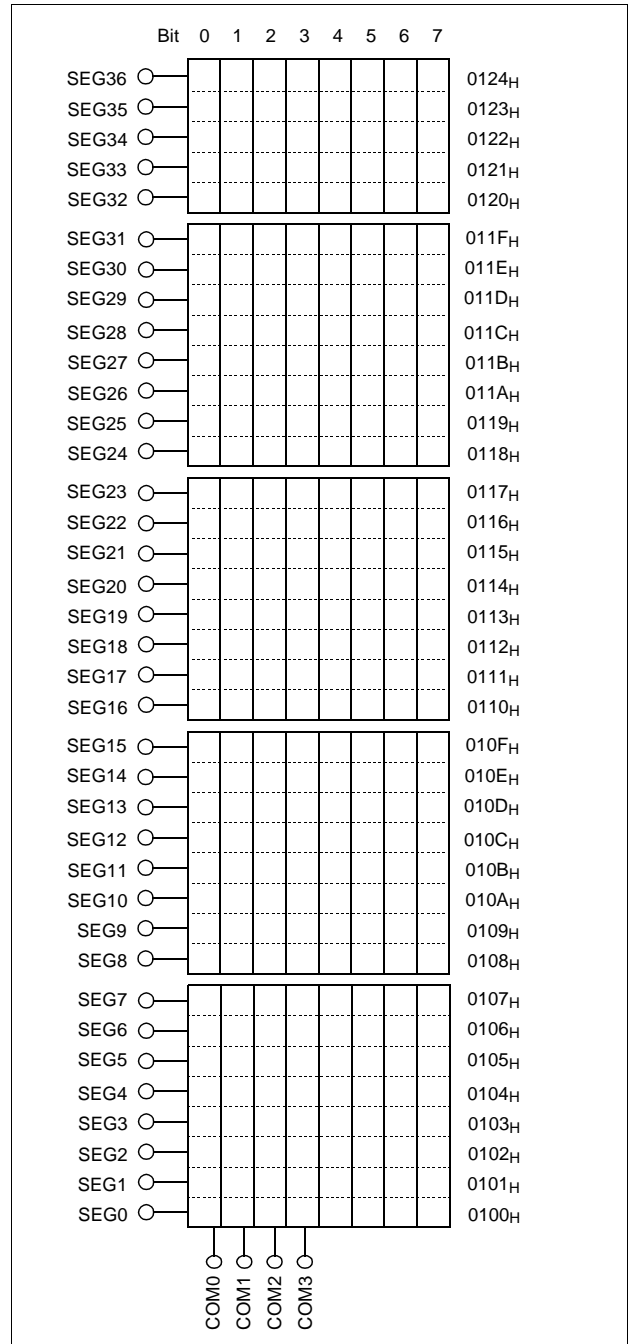 Bit 0 1 2 3 4 5 6 7
SEG36 0124H
SEG35 0123H
SEG34 0122H
SEG33 0121H
SEG32 0120H
SEG31 011FH
SEG30 011EH
SEG29 011DH
SEG28 011CH
SEG27 011BH
SEG26 011AH
SEG25 0119H
SEG24 0118H
SEG23 0117H
SEG22 0116H
SEG21 0115H
SEG20 0114H
SEG19 0113H
SEG18 0112H
SEG17 0111H
SEG16 0110H
SEG15 010FH
SEG14 010EH
SEG13 010DH
SEG12 010CH
SEG11 010BH
SEG10 010AH
SEG9 0109H
SEG8 0108H
SEG7 0107H
SEG6 0106H
SEG5 0105H
SEG4 0104H
SEG3 0103H
SEG2 0102H
SEG1 0101H
SEG0 0100H
COM0 COM1 COM2 COM3